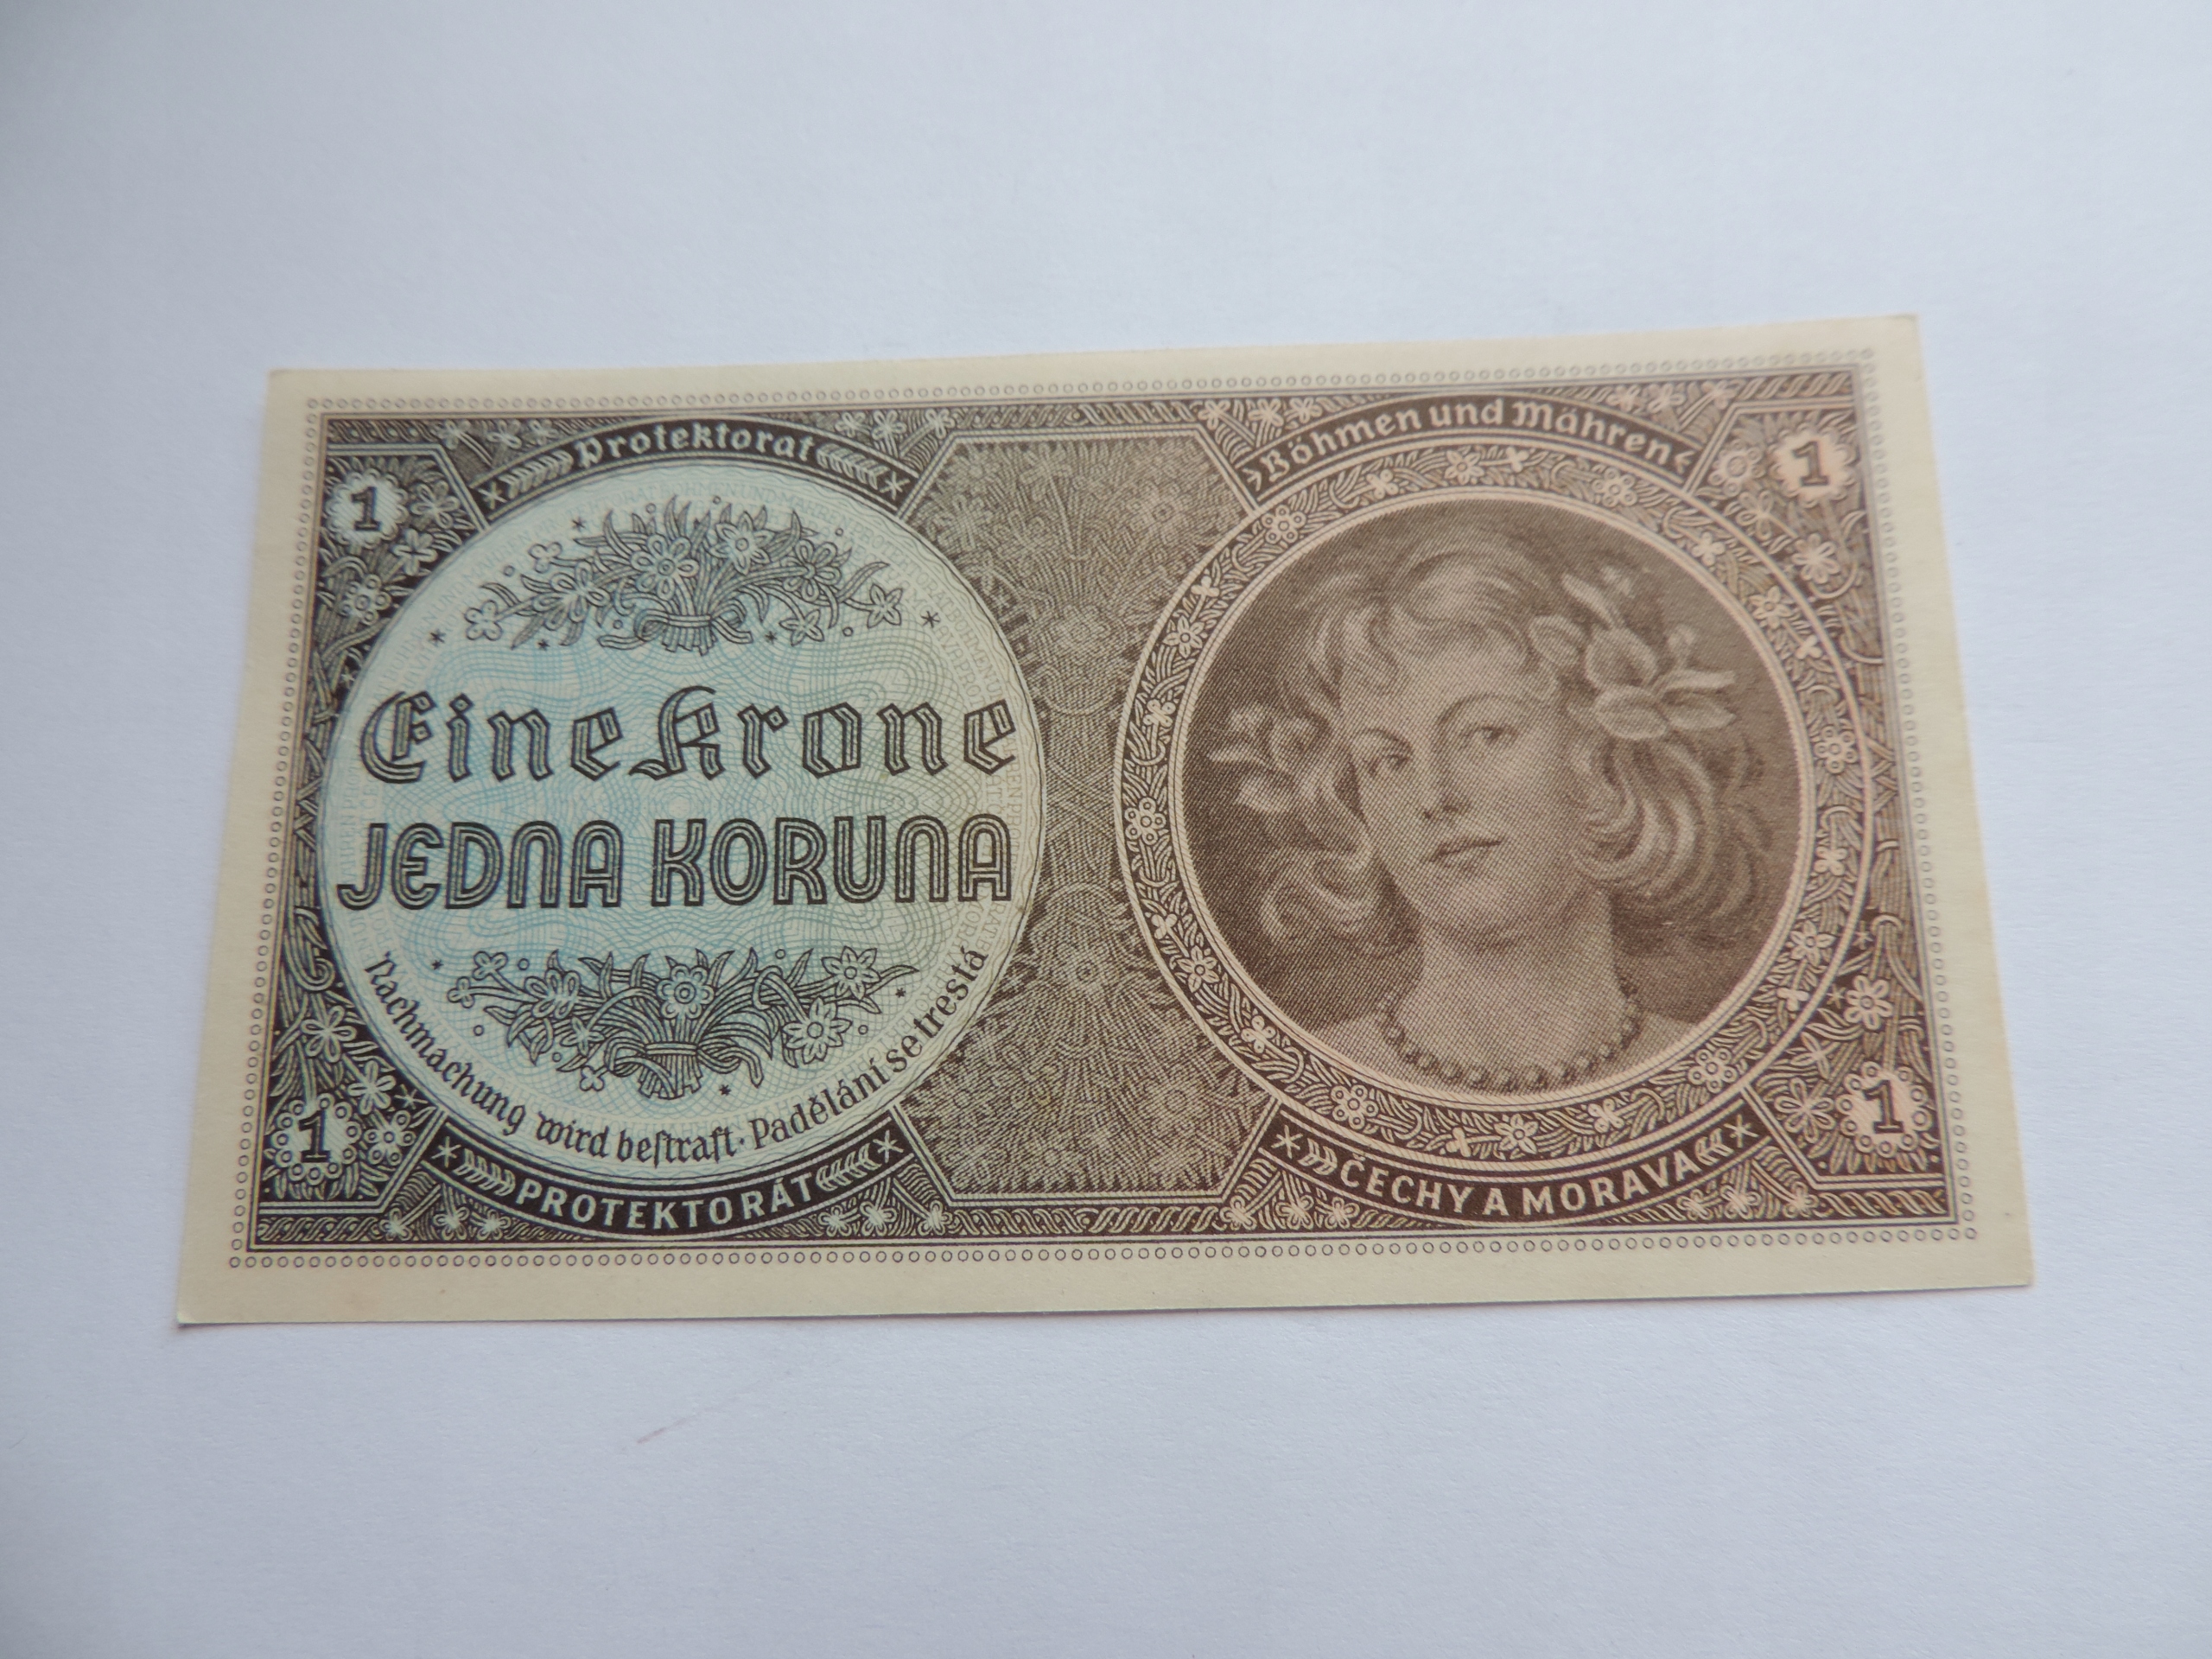 Protektorat
Böhmen und Mähren
1
1
Eine Krone
JEDNA KORUNA
Nachmachung wird bestraft · Padělání se trestá
1
1
PROTEKTORÁT
ČECHY A MORAVA